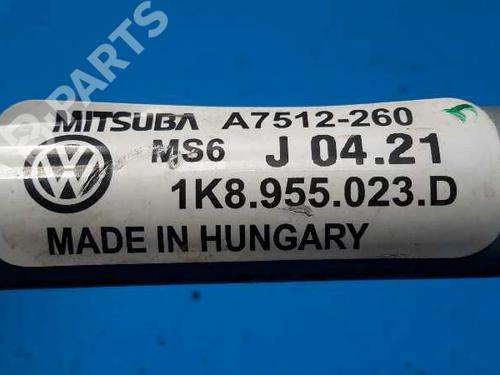 B-PARTS
MITSUBA A7512-260
MS6 J 04.21
1K8.955.023.D
MADE IN HUNGARY